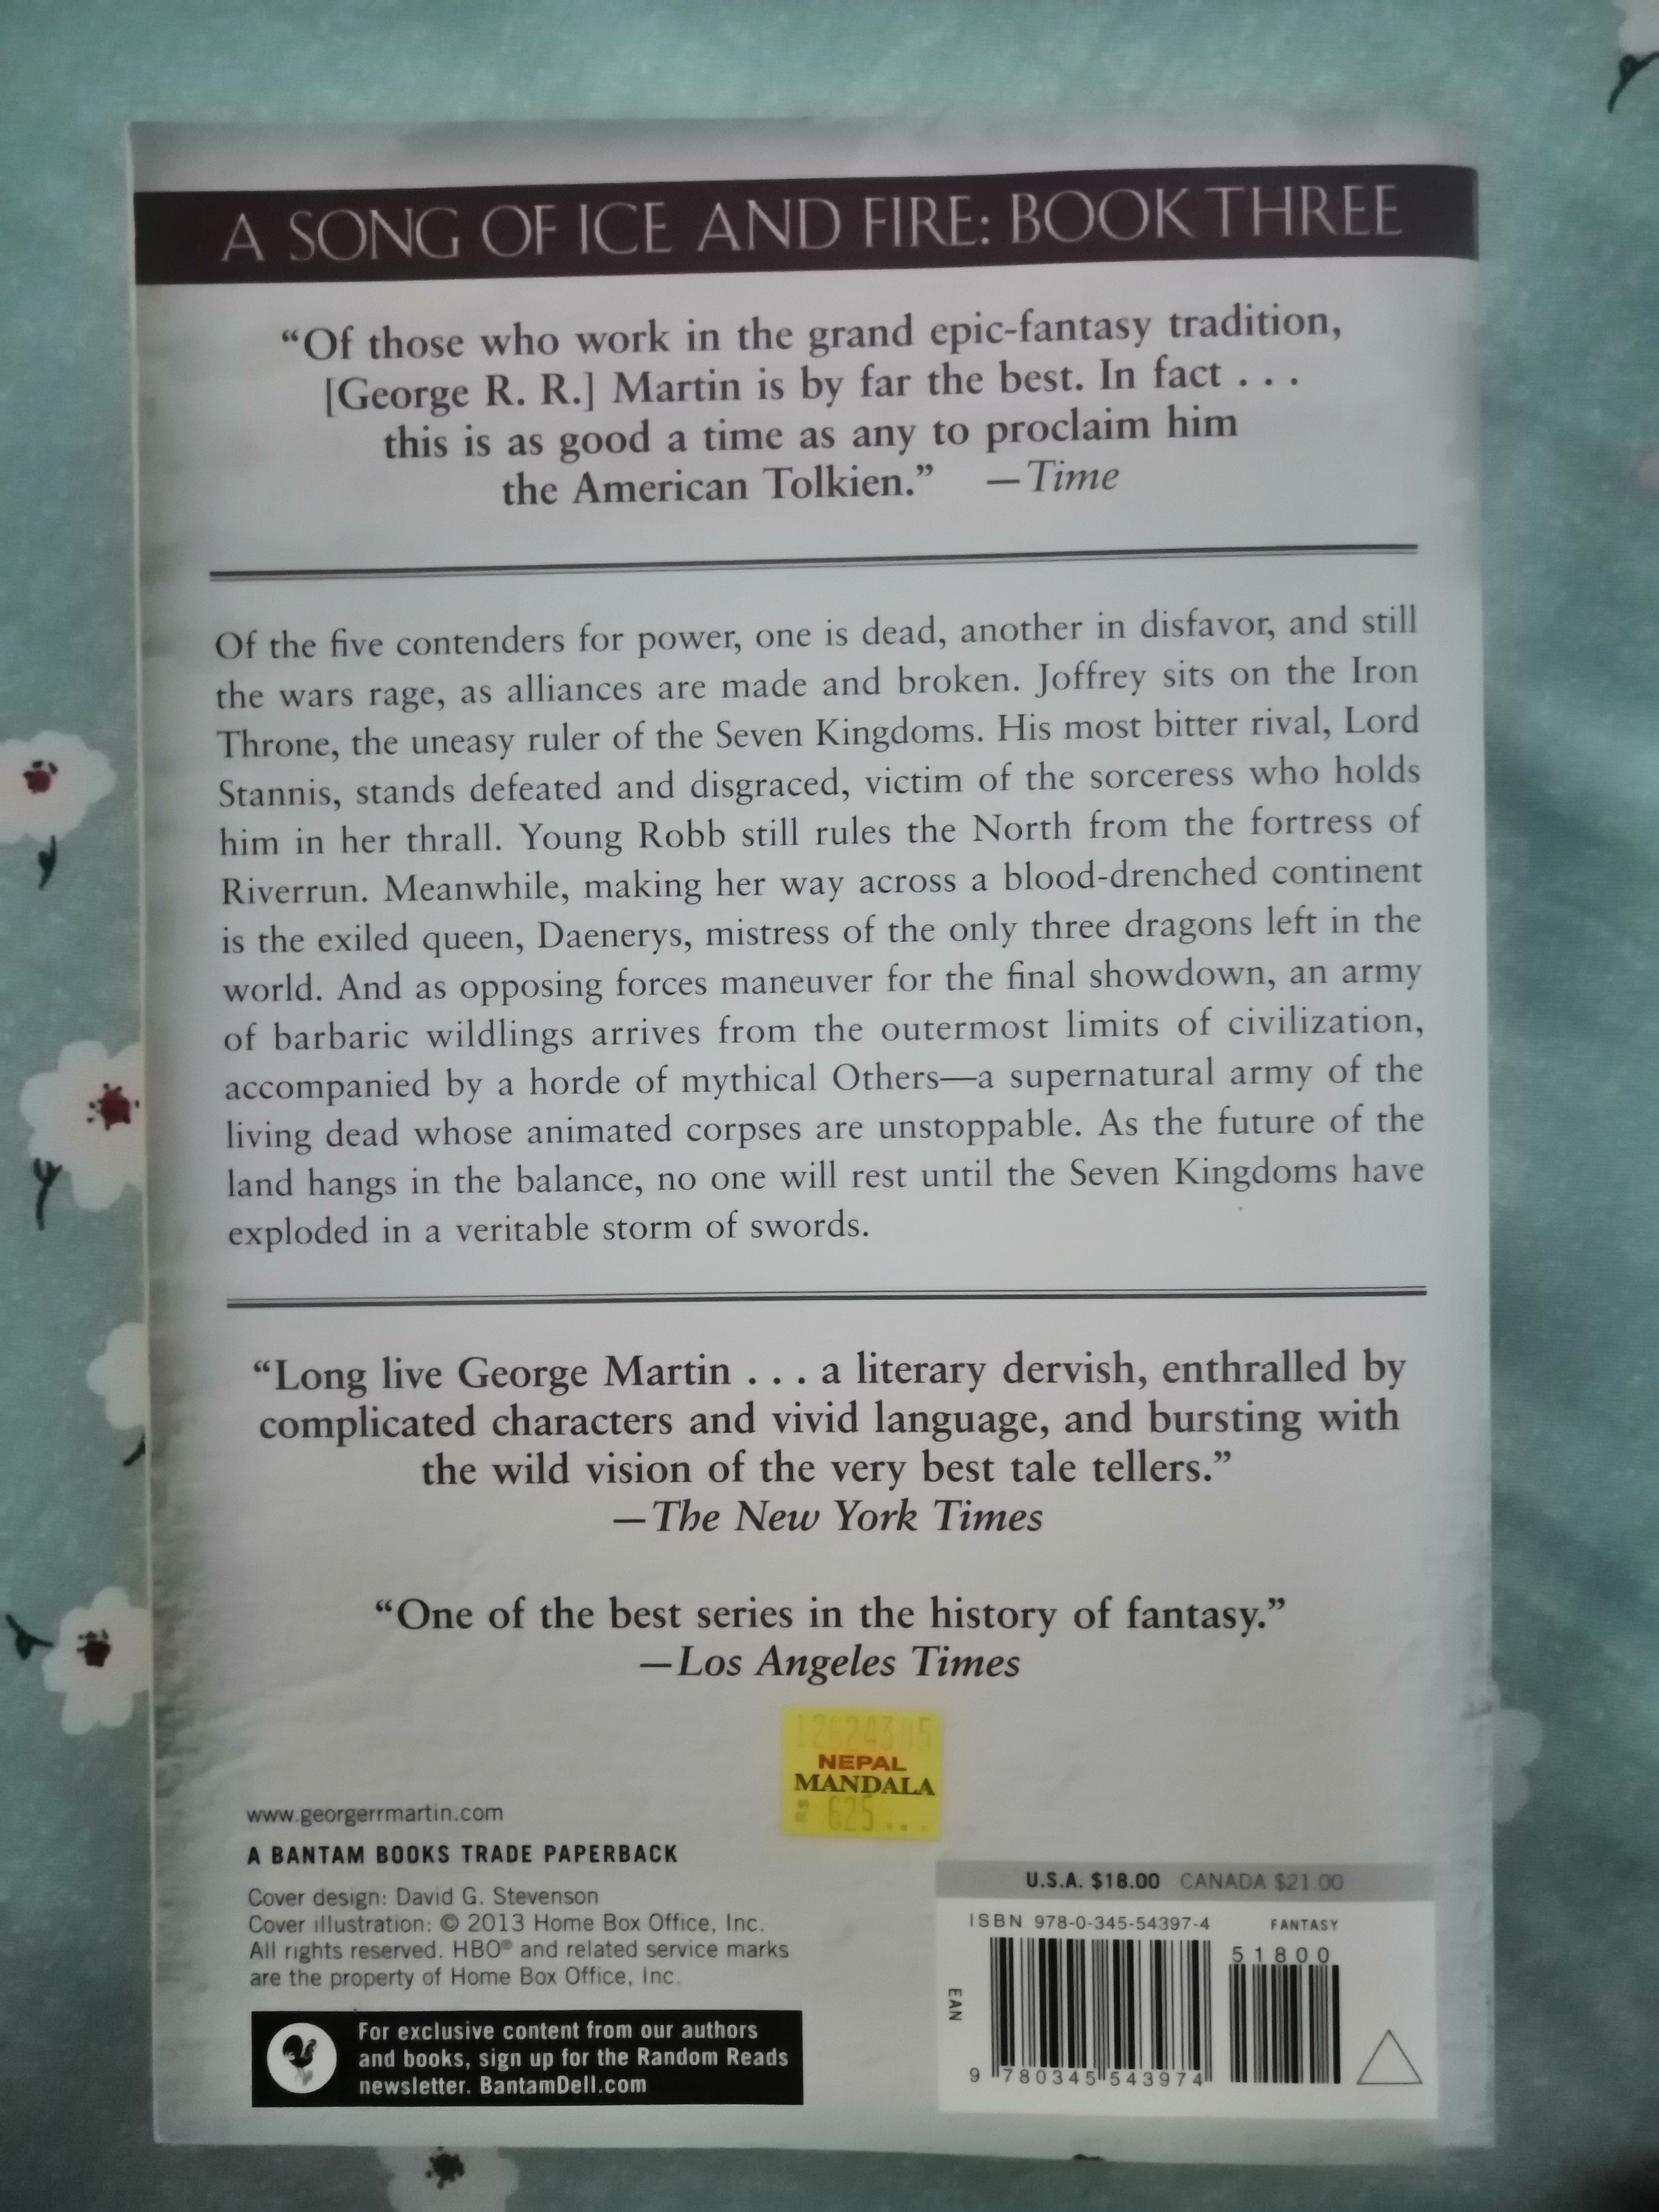 A SONG OF ICE AND FIRE: BOOK THREE
“Of those who work in the grand epic-fantasy tradition,
[George R. R.] Martin is by far the best. In fact . . .
this is as good a time as any to proclaim him
the American Tolkien.” —Time
Of the five contenders for power, one is dead, another in disfavor, and still
the wars rage, as alliances are made and broken. Joffrey sits on the Iron
Throne, the uneasy ruler of the Seven Kingdoms. His most bitter rival, Lord
Stannis, stands defeated and disgraced, victim of the sorceress who holds
him in her thrall. Young Robb still rules the North from the fortress of
Riverrun. Meanwhile, making her way across a blood-drenched continent
is the exiled queen, Daenerys, mistress of the only three dragons left in the
world. And as opposing forces maneuver for the final showdown, an army
of barbaric wildlings arrives from the outermost limits of civilization,
accompanied by a horde of mythical Others—a supernatural army of the
living dead whose animated corpses are unstoppable. As the future of the
land hangs in the balance, no one will rest until the Seven Kingdoms have
exploded in a veritable storm of swords.
“Long live George Martin . . . a literary dervish, enthralled by
complicated characters and vivid language, and bursting with
the wild vision of the very best tale tellers.”
—The New York Times
“One of the best series in the history of fantasy.”
—Los Angeles Times
NEPAL
MANDALA
625...
www.georgerrmartin.com
A BANTAM BOOKS TRADE PAPERBACK
Cover design: David G. Stevenson
Cover illustration: © 2013 Home Box Office, Inc.
All rights reserved. HBO® and related service marks
are the property of Home Box Office, Inc.
For exclusive content from our authors
and books, sign up for the Random Reads
newsletter. BantamDell.com
U.S.A. $18.00 CANADA $21.00
ISBN 978-0-345-54397-4 FANTASY
51800
EAN
9 780345 543974